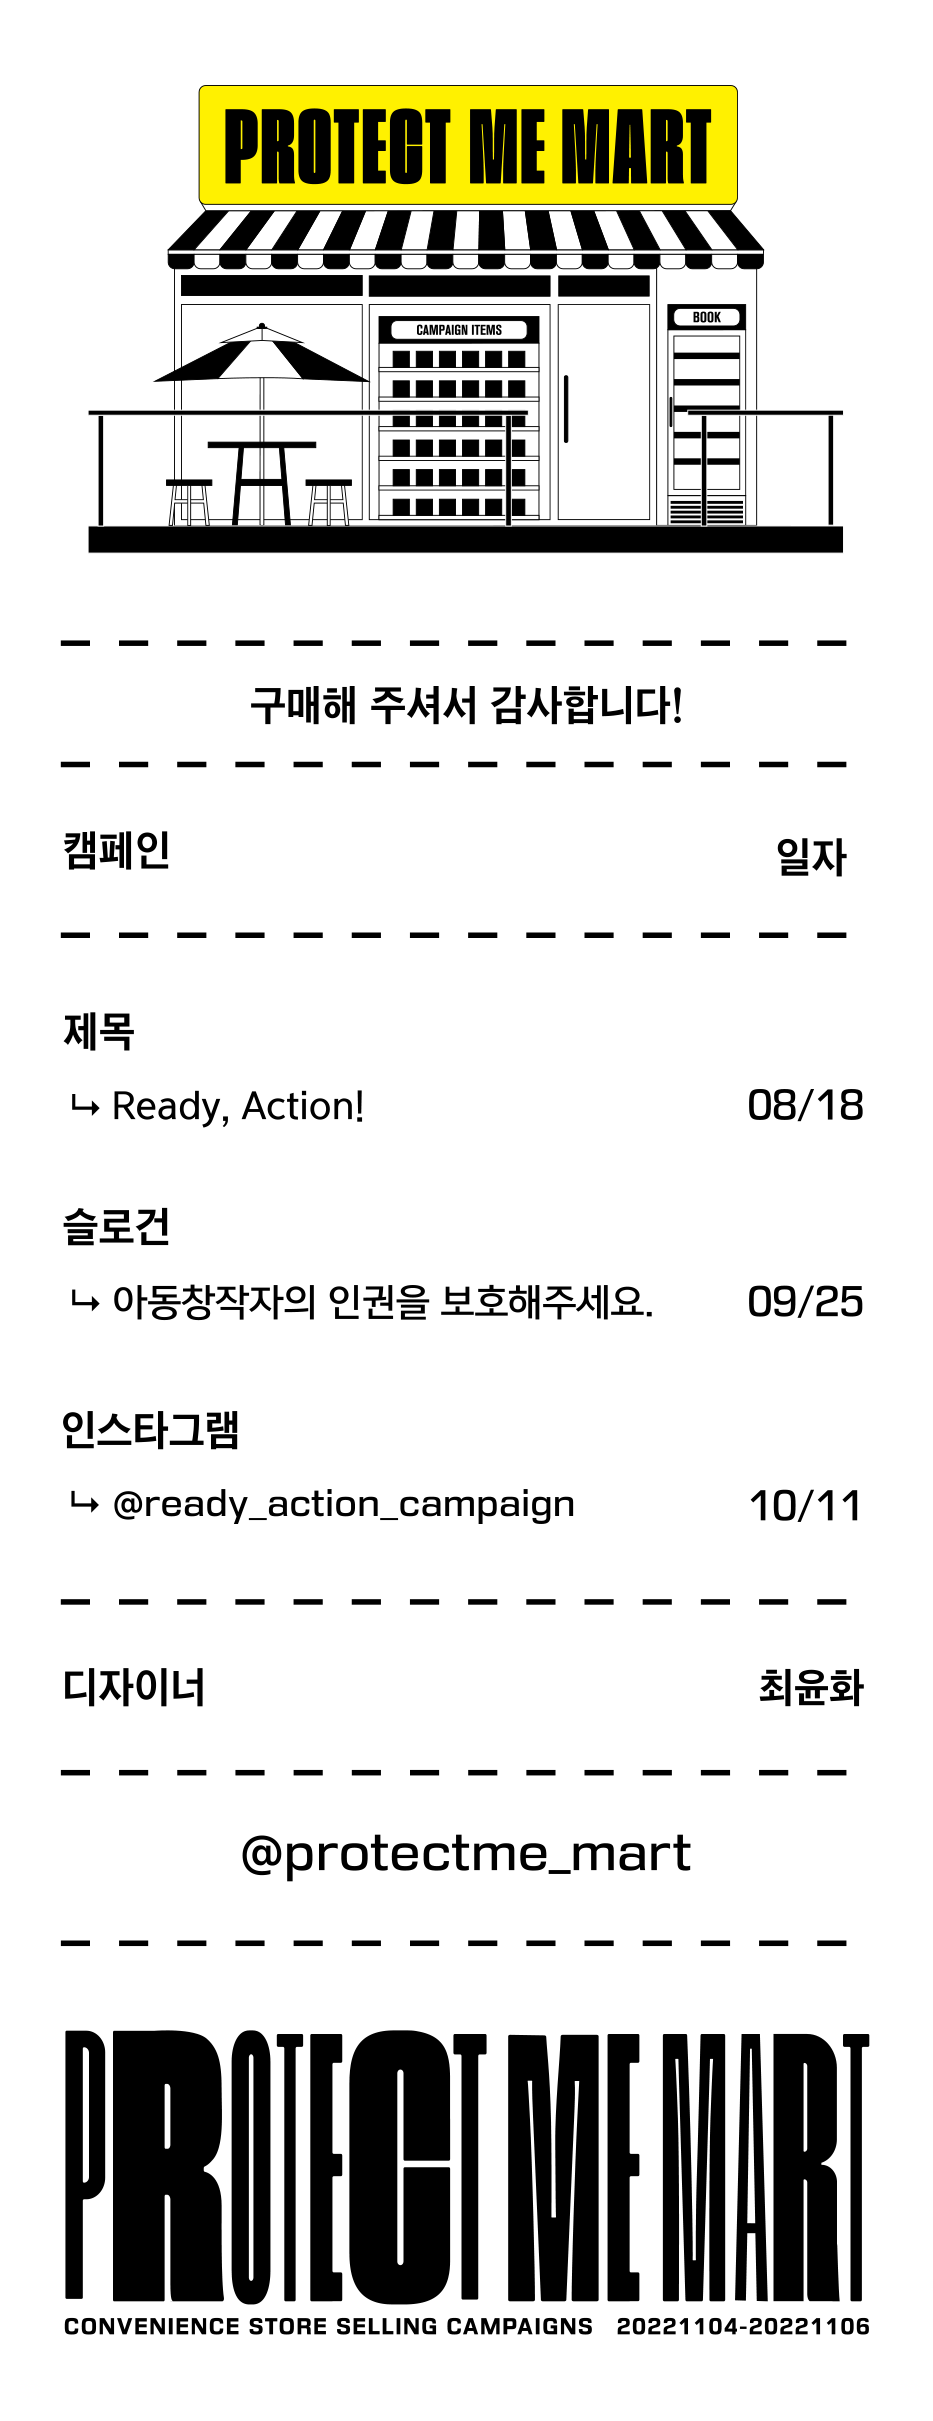 PROTECT ME MART
CAMPAIGN ITEMS
BOOK
구매해 주셔서 감사합니다!
캠페인 일자
제목
↳ Ready, Action! 08/18
슬로건
↳ 아동창작자의 인권을 보호해주세요. 09/25
인스타그램
↳ @ready_action_campaign 10/11
디자이너 최윤화
@protectme_mart
PROTECT ME MART
CONVENIENCE STORE SELLING CAMPAIGNS 20221104-20221106